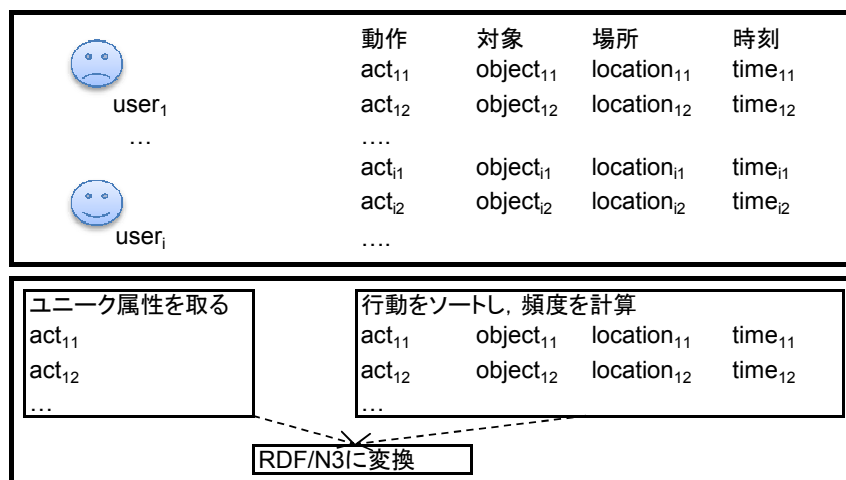 動作 対象 場所 時刻
act11 object11 location11 time11
user1 act12 object12 location12 time12
… ….
acti1 objecti1 locationi1 timei1
acti2 objecti2 locationi2 timei2
useri ….
ユニーク属性を取る
act11
act12
…
行動をソートし，頻度を計算
act11 object11 location11 time11
act12 object12 location12 time12
…
RDF/N3に変換